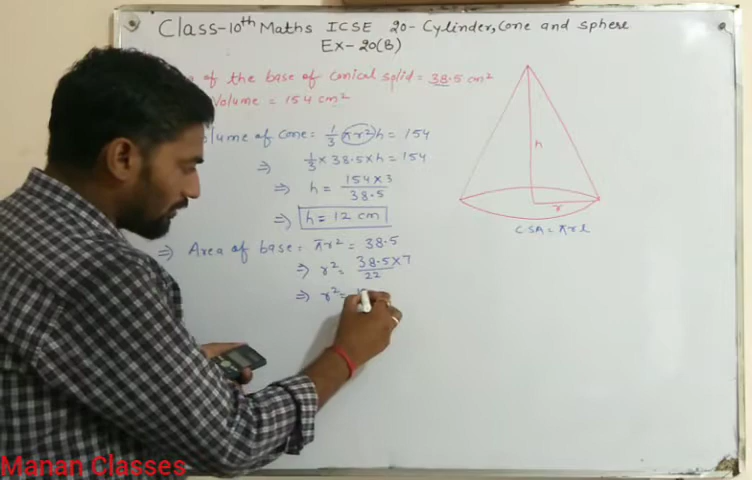 Class-10th Maths ICSE 20- Cylinder, Cone and sphere
Ex- 20(B)
of the base of Conical solid = 38.5 cm²
Volume = 154 cm²
lume of Cone = 1/3 πr²h = 154
⇒ 1/3 × 38.5 × h = 154
⇒ h = 154×3/38.5
⇒ h = 12 cm
⇒ Area of base = πr² = 38.5
⇒ r² = 38.5×7/22
⇒ r² =
h
r
CSA = πrl
Manan Classes